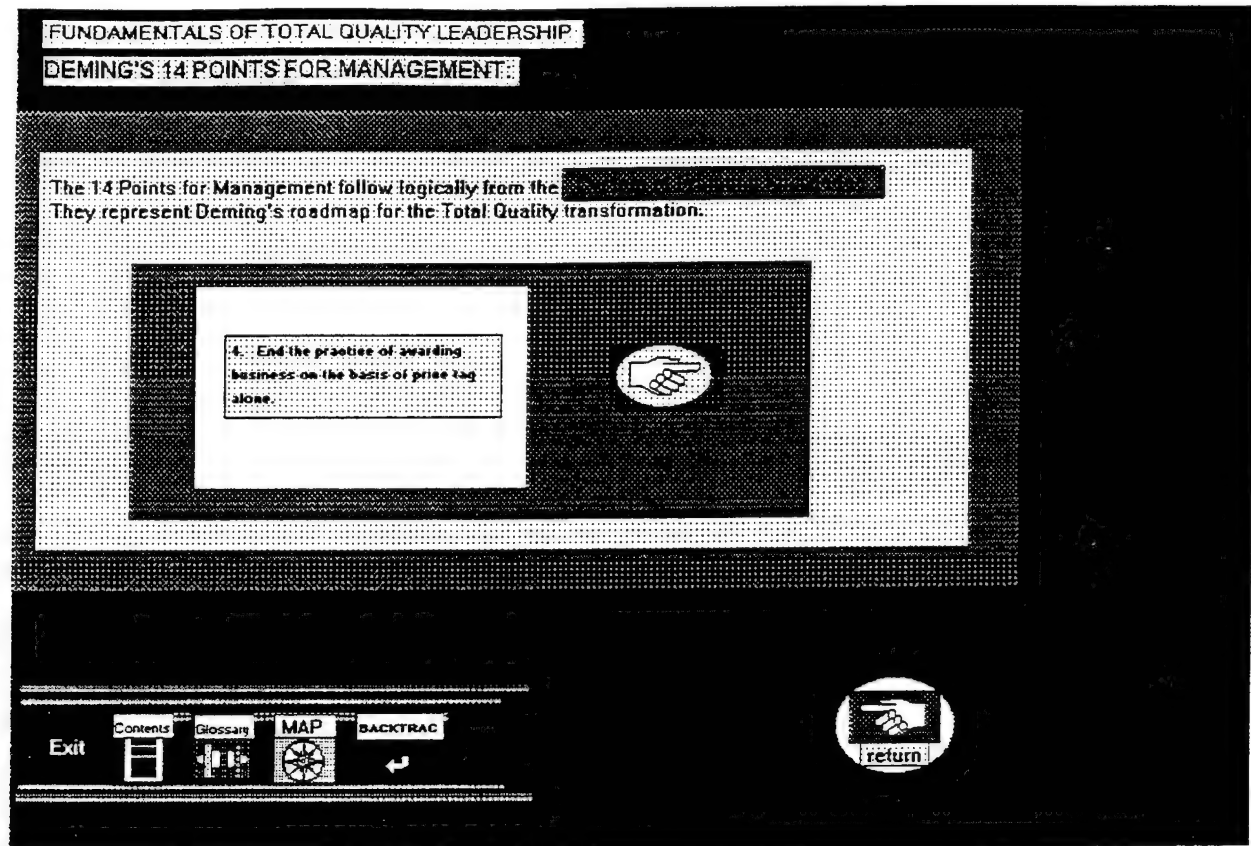 FUNDAMENTALS OF TOTAL QUALITY LEADERSHIP
DEMING'S 14 POINTS FOR MANAGEMENT
The 14 Points for Management follow logically from the
They represent Deming's roadmap for the Total Quality transformation.
4. End the practice of awarding
business on the basis of price tag
alone.
Exit
Contents
Glossary
MAP
BACKTRAC
return